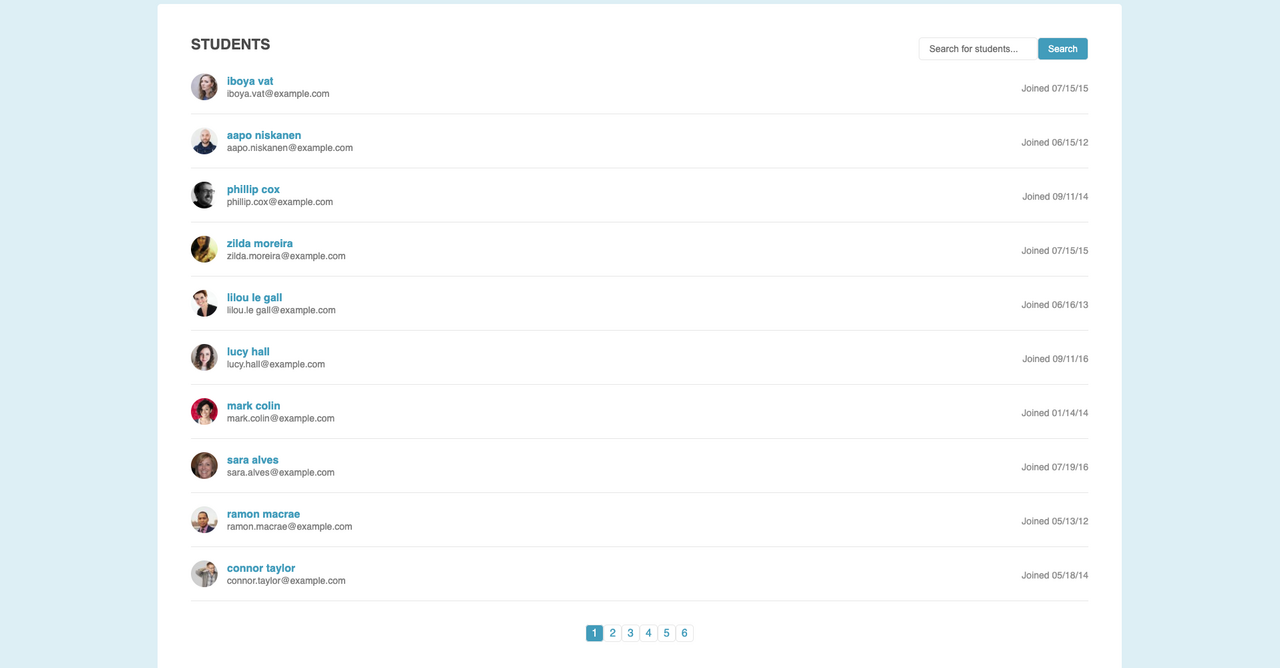 STUDENTS
Search for students... Search
iboya vat
iboya.vat@example.com
Joined 07/15/15
aapo niskanen
aapo.niskanen@example.com
Joined 06/15/12
phillip cox
phillip.cox@example.com
Joined 09/11/14
zilda moreira
zilda.moreira@example.com
Joined 07/15/15
lilou le gall
lilou.le gall@example.com
Joined 06/16/13
lucy hall
lucy.hall@example.com
Joined 09/11/16
mark colin
mark.colin@example.com
Joined 01/14/14
sara alves
sara.alves@example.com
Joined 07/19/16
ramon macrae
ramon.macrae@example.com
Joined 05/13/12
connor taylor
connor.taylor@example.com
Joined 05/18/14
1 2 3 4 5 6